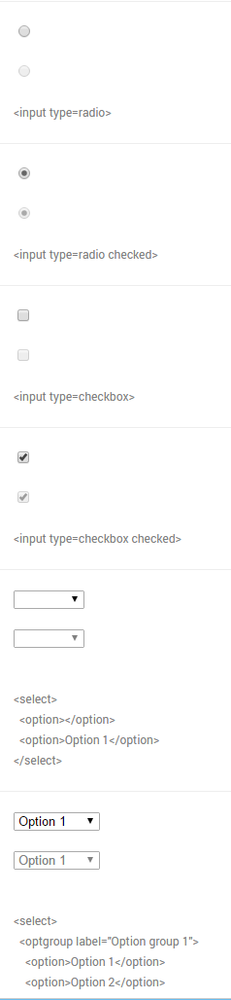 <input type=radio>
<input type=radio checked>
<input type=checkbox>
<input type=checkbox checked>
<select>
<option></option>
<option>Option 1</option>
</select>
Option 1
Option 1
<select>
<optgroup label="Option group 1">
<option>Option 1</option>
<option>Option 2</option>